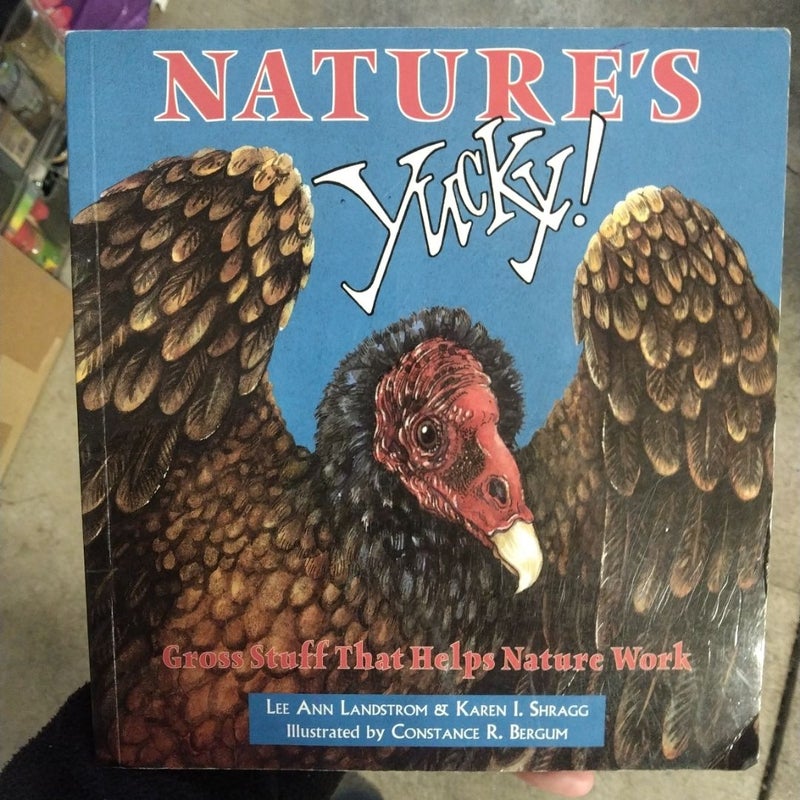 NATURE'S
YUCKY!
Gross Stuff That Helps Nature Work
LEE ANN LANDSTROM & KAREN I. SHRAGG
Illustrated by CONSTANCE R. BERGUM